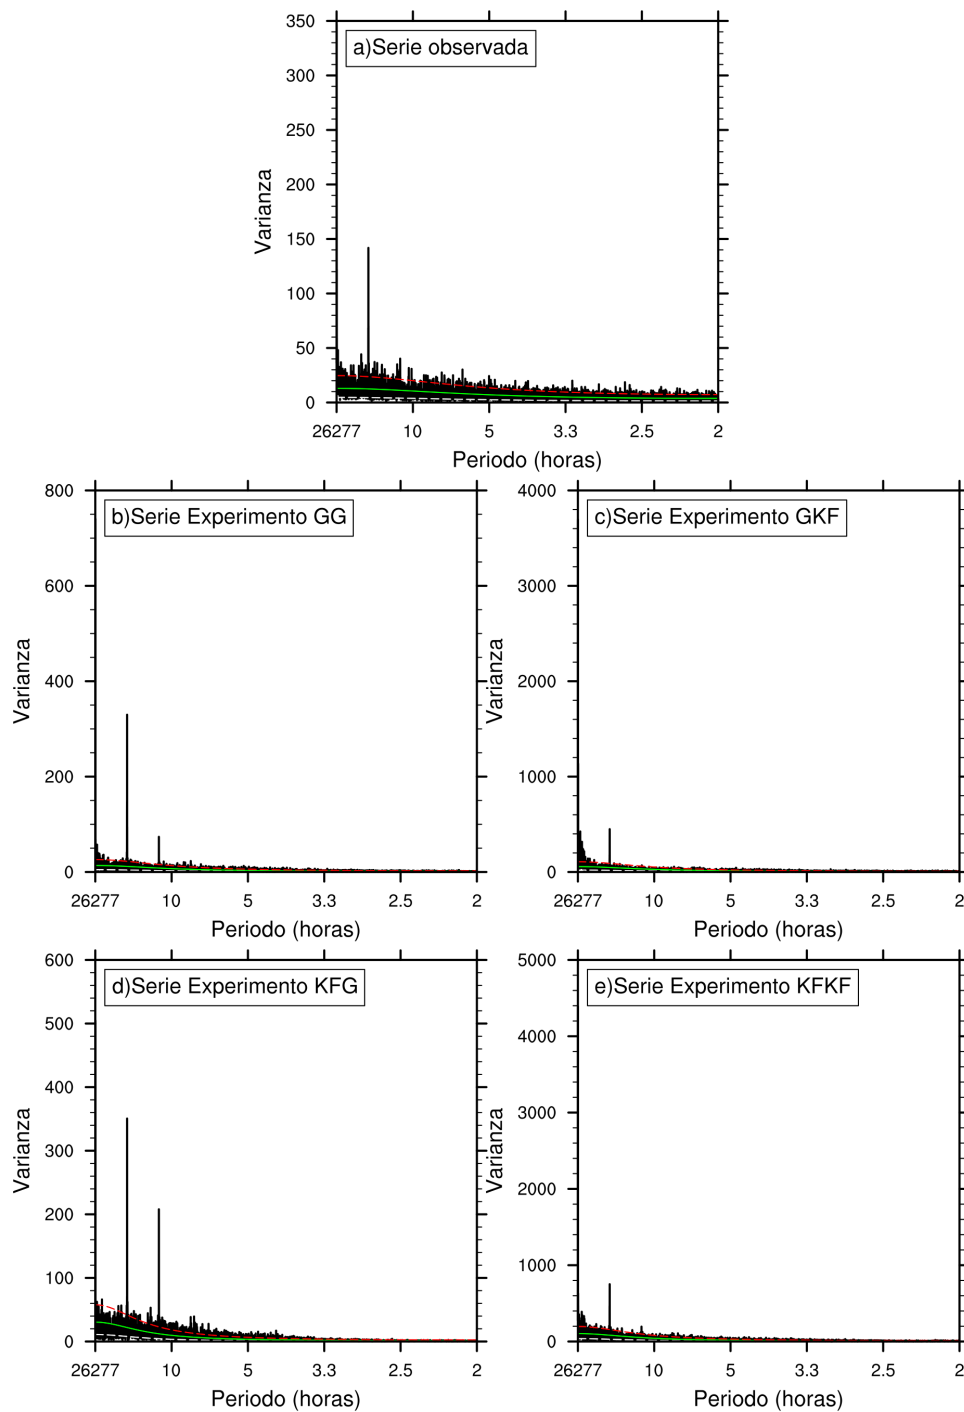 a)Serie observada
350
300
250
200
150
100
50
0
Varianza
26277 10 5 3.3 2.5 2
Periodo (horas)
b)Serie Experimento GG
800
600
400
200
0
Varianza
26277 10 5 3.3 2.5 2
Periodo (horas)
c)Serie Experimento GKF
4000
3000
2000
1000
0
Varianza
26277 10 5 3.3 2.5 2
Periodo (horas)
d)Serie Experimento KFG
600
500
400
300
200
100
0
Varianza
26277 10 5 3.3 2.5 2
Periodo (horas)
e)Serie Experimento KFKF
5000
4000
3000
2000
1000
0
Varianza
26277 10 5 3.3 2.5 2
Periodo (horas)